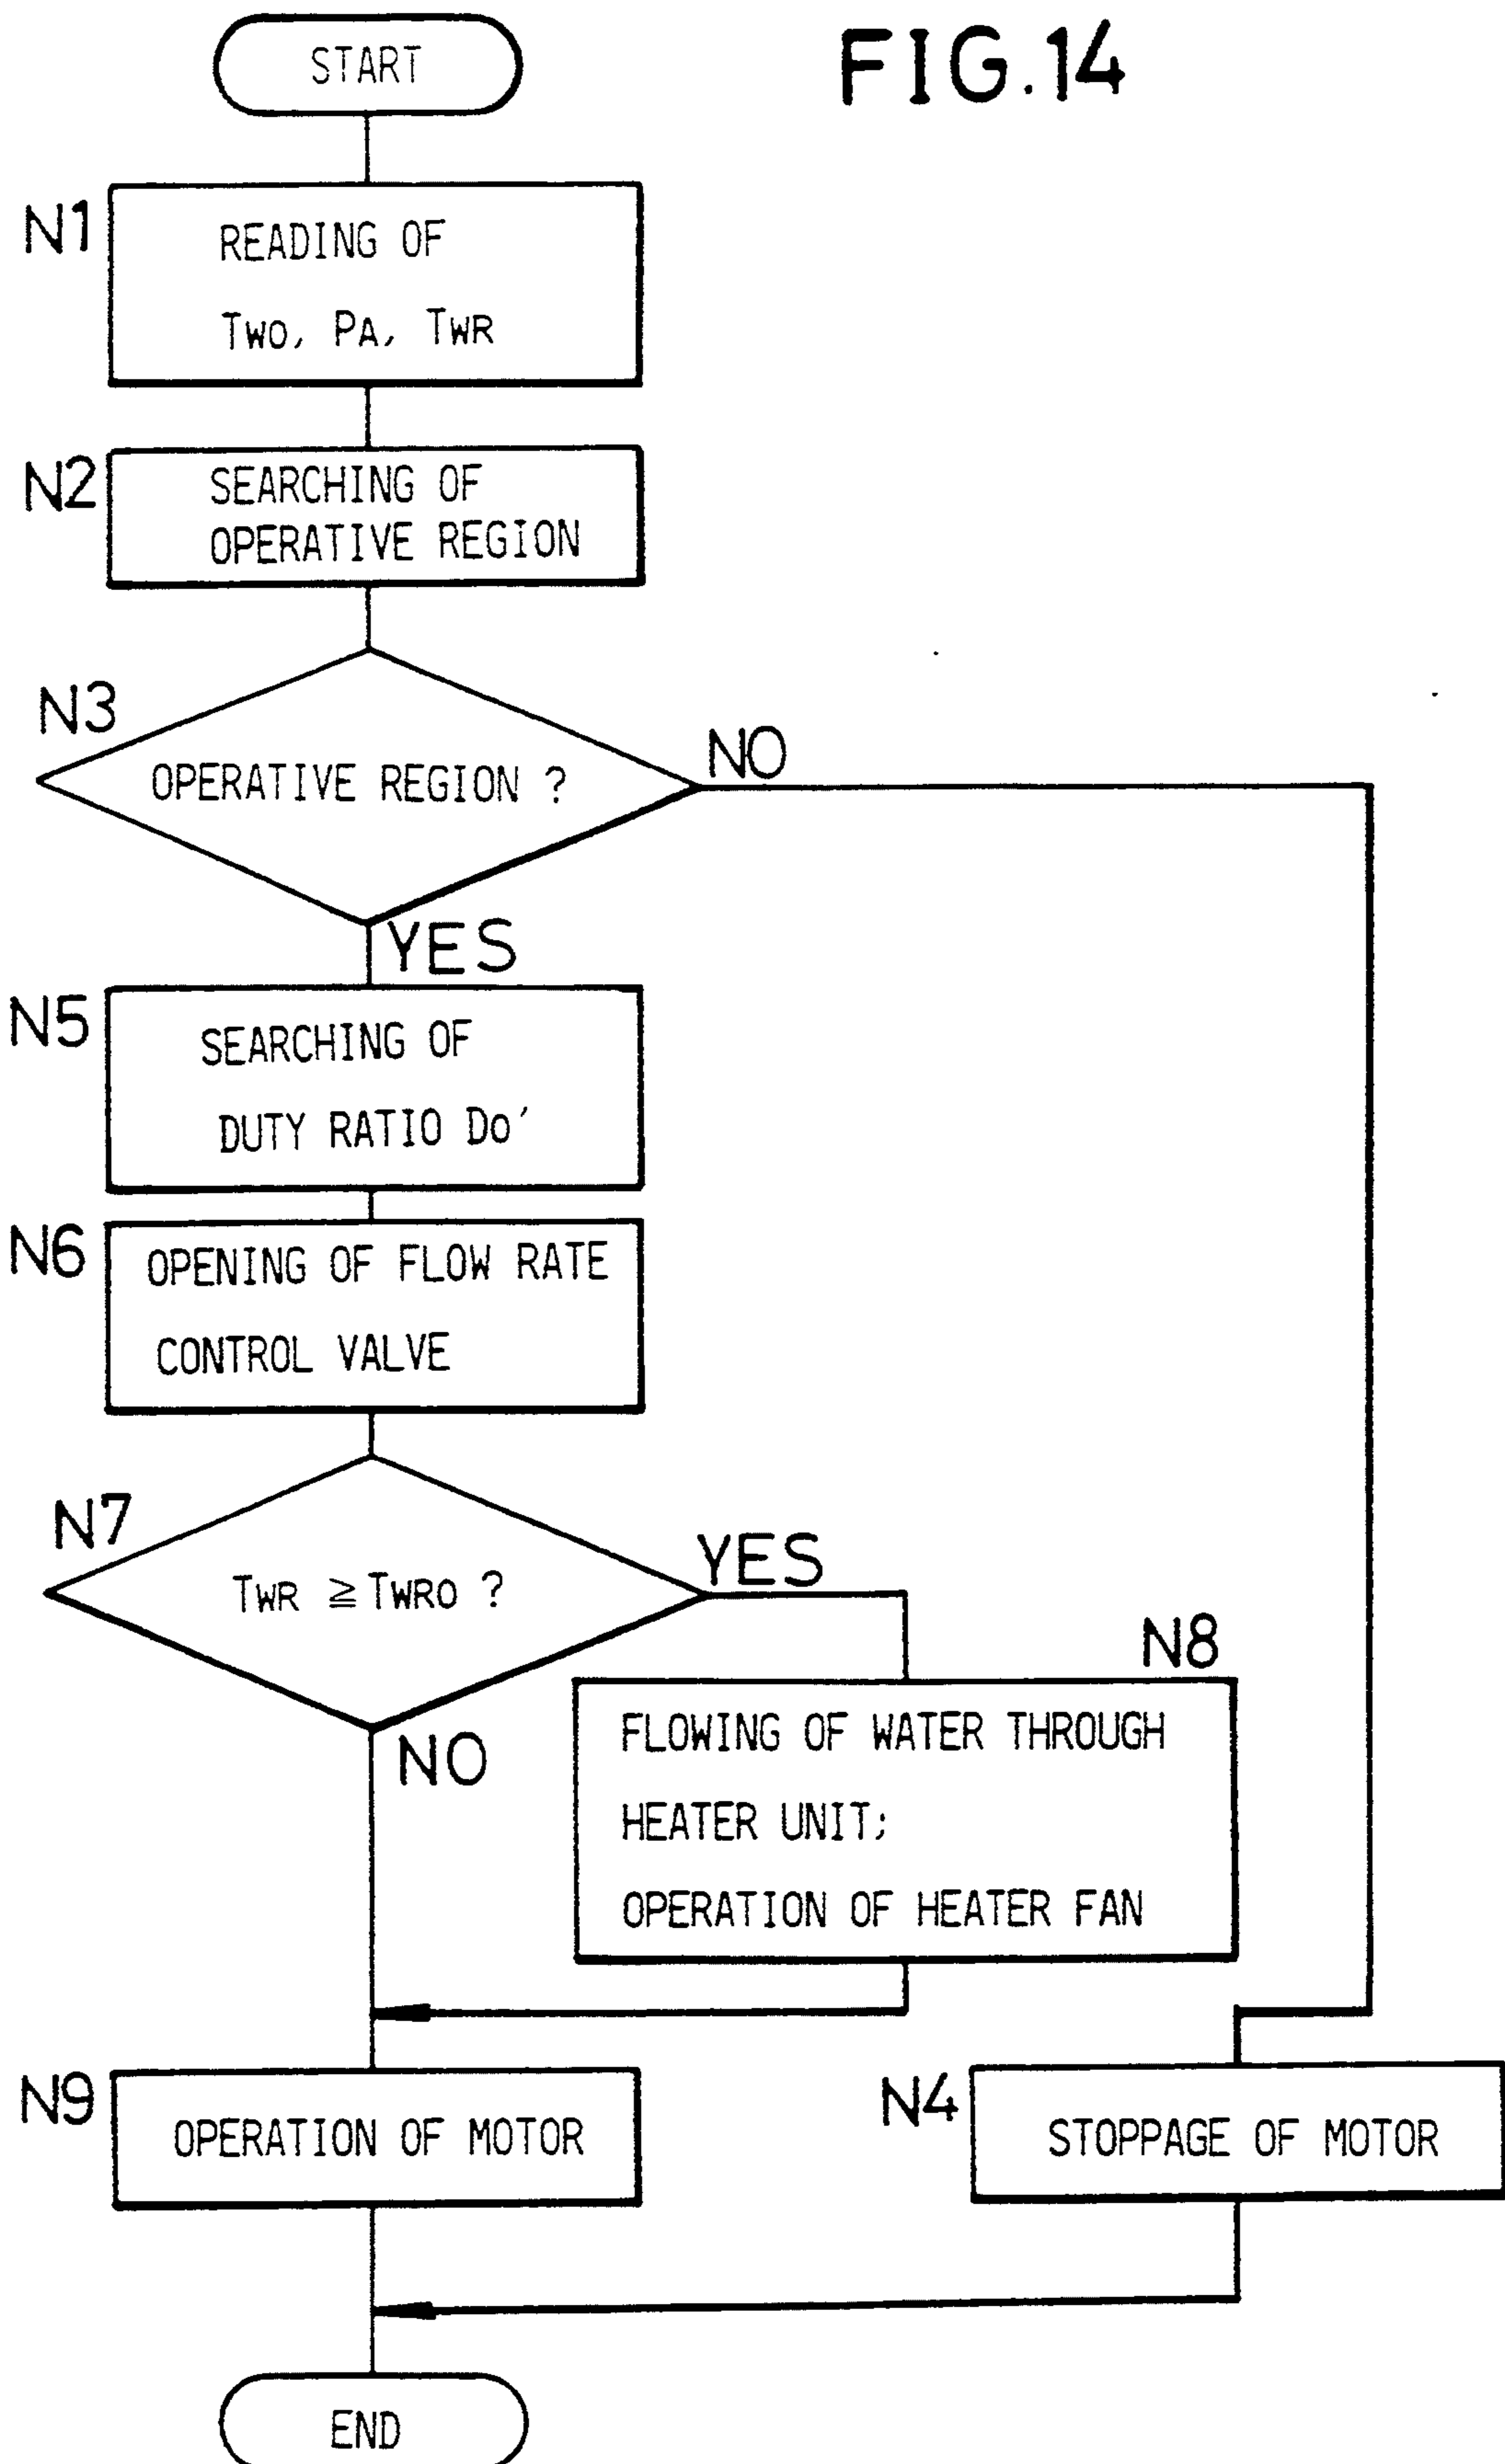 FIG.14
START
N1
READING OF
TWO, PA, TWR
N2
SEARCHING OF
OPERATIVE REGION
N3
OPERATIVE REGION ?
NO
YES
N5
SEARCHING OF
DUTY RATIO DO'
N6
OPENING OF FLOW RATE
CONTROL VALVE
N7
TWR ≧ TWRO ?
YES
NO
N8
FLOWING OF WATER THROUGH
HEATER UNIT;
OPERATION OF HEATER FAN
N9
OPERATION OF MOTOR
N4
STOPPAGE OF MOTOR
END